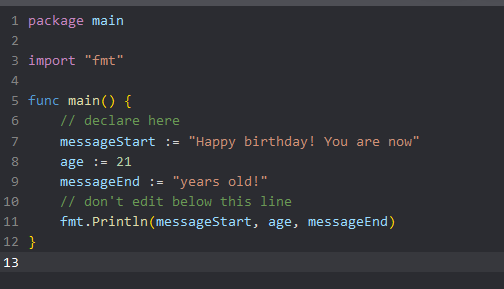 1 package main
2
3 import "fmt"
4
5 func main() {
6     // declare here
7     messageStart := "Happy birthday! You are now"
8     age := 21
9     messageEnd := "years old!"
10     // don't edit below this line
11     fmt.Println(messageStart, age, messageEnd)
12 }
13